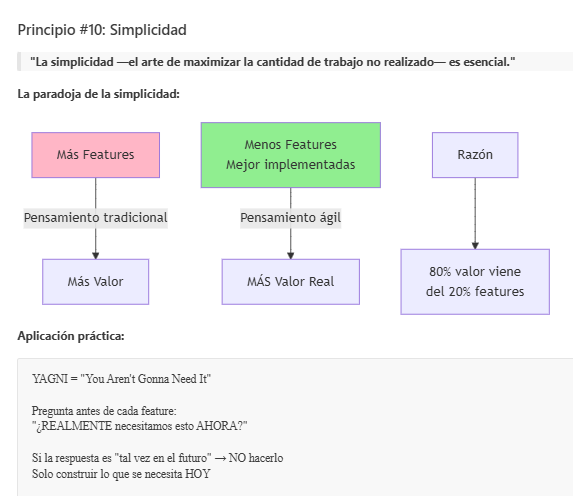 Principio #10: Simplicidad
"La simplicidad —el arte de maximizar la cantidad de trabajo no realizado— es esencial."
La paradoja de la simplicidad:
Más Features
Pensamiento tradicional
Más Valor
Menos Features
Mejor implementadas
Pensamiento ágil
MÁS Valor Real
Razón
80% valor viene
del 20% features
Aplicación práctica:
YAGNI = "You Aren't Gonna Need It"
Pregunta antes de cada feature:
"¿REALMENTE necesitamos esto AHORA?"
Si la respuesta es "tal vez en el futuro" → NO hacerlo
Solo construir lo que se necesita HOY